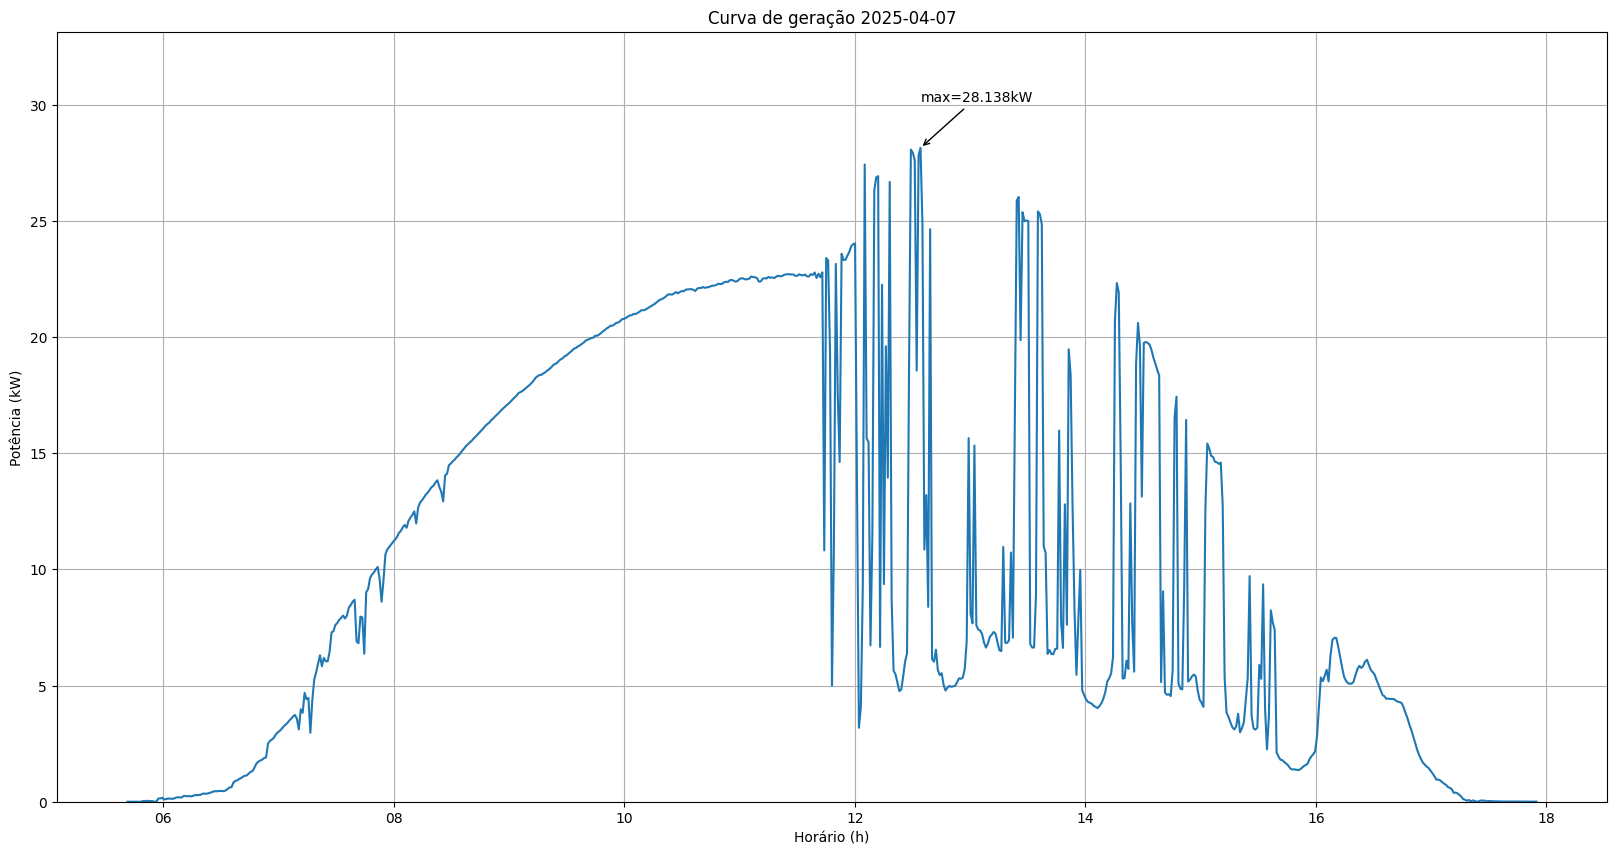 Curva de geração 2025-04-07
max=28.138kW
Potência (kW)
30
25
20
15
10
5
0
06 08 10 12 14 16 18
Horário (h)